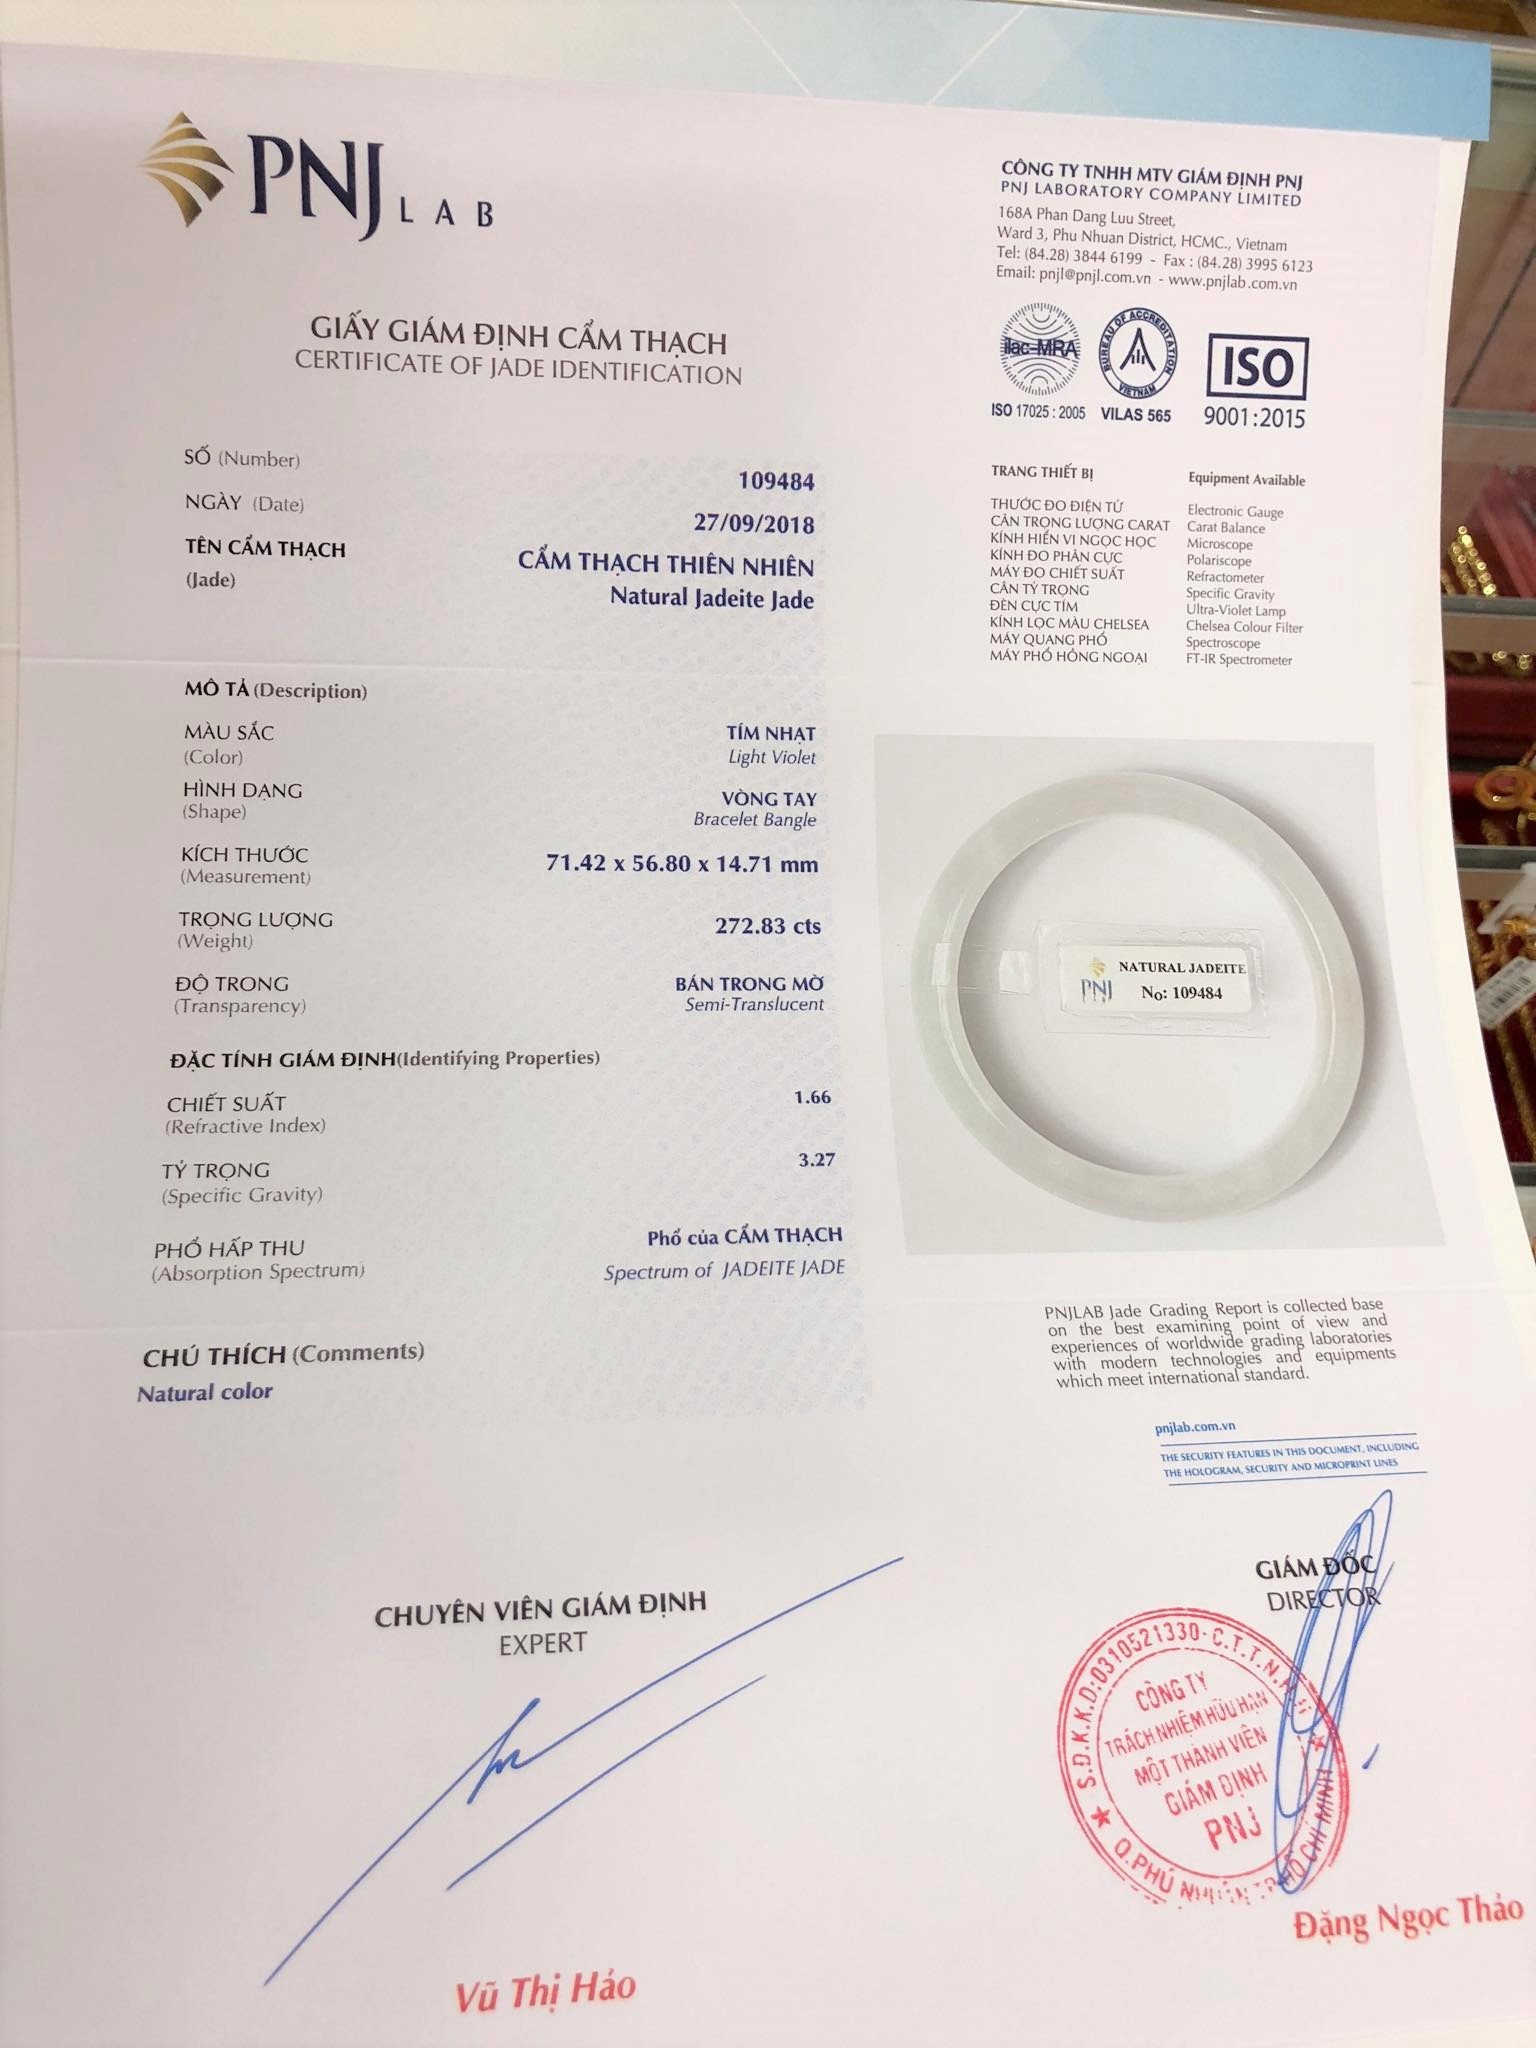 PNJ LAB
CÔNG TY TNHH MTV GIÁM ĐỊNH PNJ
PNJ LABORATORY COMPANY LIMITED
168A Phan Dang Luu Street,
Ward 3, Phu Nhuan District, HCMC., Vietnam
Tel: (84.28) 3844 6199 - Fax : (84.28) 3995 6123
Email: pnjl@pnjl.com.vn - www.pnjlab.com.vn
ilac-MRA
BUREAU OF ACCREDITATION
VIETNAM
ISO
ISO 17025 : 2005
VILAS 565
9001:2015
GIẤY GIÁM ĐỊNH CẨM THẠCH
CERTIFICATE OF JADE IDENTIFICATION
SỐ (Number) 109484
NGÀY (Date) 27/09/2018
TÊN CẨM THẠCH CẨM THẠCH THIÊN NHIÊN
(Jade) Natural Jadeite Jade
TRANG THIẾT BỊ Equipment Available
THƯỚC ĐO ĐIỆN TỬ Electronic Gauge
CÂN TRỌNG LƯỢNG CARAT Carat Balance
KÍNH HIỂN VI NGỌC HỌC Microscope
KÍNH ĐO PHÂN CỰC Polariscope
MÁY ĐO CHIẾT SUẤT Refractometer
CÂN TỶ TRỌNG Specific Gravity
ĐÈN CỰC TÍM Ultra-Violet Lamp
KÍNH LỌC MÀU CHELSEA Chelsea Colour Filter
MÁY QUANG PHỔ Spectroscope
MÁY PHỔ HỒNG NGOẠI FT-IR Spectrometer
MÔ TẢ (Description)
MÀU SẮC TÍM NHẠT
(Color) Light Violet
HÌNH DẠNG VÒNG TAY
(Shape) Bracelet Bangle
KÍCH THƯỚC 71.42 x 56.80 x 14.71 mm
(Measurement)
TRỌNG LƯỢNG 272.83 cts
(Weight)
ĐỘ TRONG BÁN TRONG MỜ
(Transparency) Semi-Translucent
ĐẶC TÍNH GIÁM ĐỊNH(Identifying Properties)
CHIẾT SUẤT 1.66
(Refractive Index)
TỶ TRỌNG 3.27
(Specific Gravity)
PHỔ HẤP THU Phổ của CẨM THẠCH
(Absorption Spectrum) Spectrum of JADEITE JADE
CHÚ THÍCH (Comments)
Natural color
PNJ
NATURAL JADEITE
No: 109484
PNJLAB Jade Grading Report is collected base
on the best examining point of view and
experiences of worldwide grading laboratories
with modern technologies and equipments
which meet international standard.
pnjlab.com.vn
THE SECURITY FEATURES IN THIS DOCUMENT, INCLUDING
THE HOLOGRAM, SECURITY AND MICROPRINT LINES
CHUYÊN VIÊN GIÁM ĐỊNH
EXPERT
Vũ Thị Hảo
GIÁM ĐỐC
DIRECTOR
S.D.K.K.D:0310521330-C.T.T.N.H.H
CÔNG TY
TRÁCH NHIỆM HỮU HẠN
MỘT THÀNH VIÊN
GIÁM ĐỊNH
PNJ
Q.PHÚ NHUẬN TP.HỒ CHÍ MINH
Đặng Ngọc Thảo